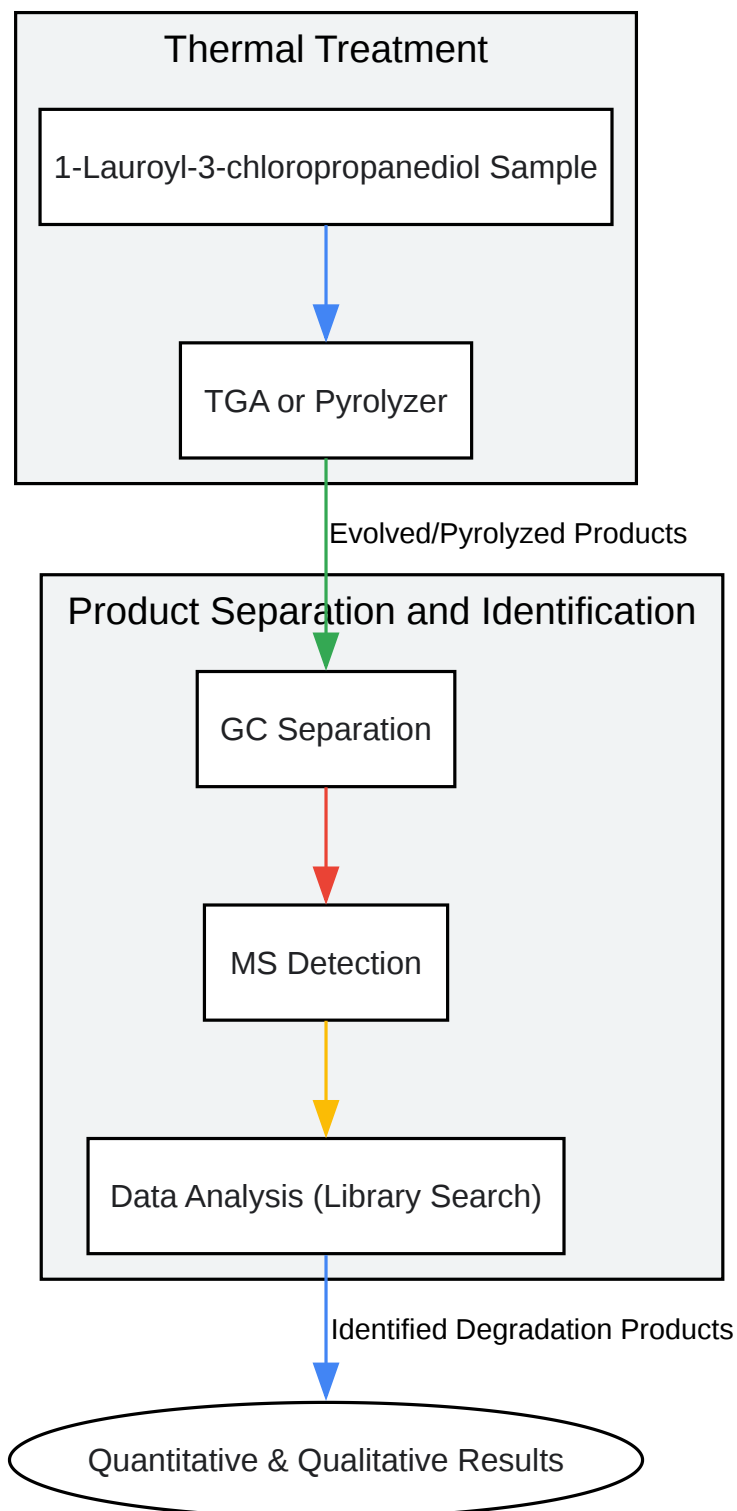 Thermal Treatment
1-Lauroyl-3-chloropropanediol Sample
TGA or Pyrolyzer
Evolved/Pyrolyzed Products
Product Separation and Identification
GC Separation
MS Detection
Data Analysis (Library Search)
Identified Degradation Products
Quantitative & Qualitative Results